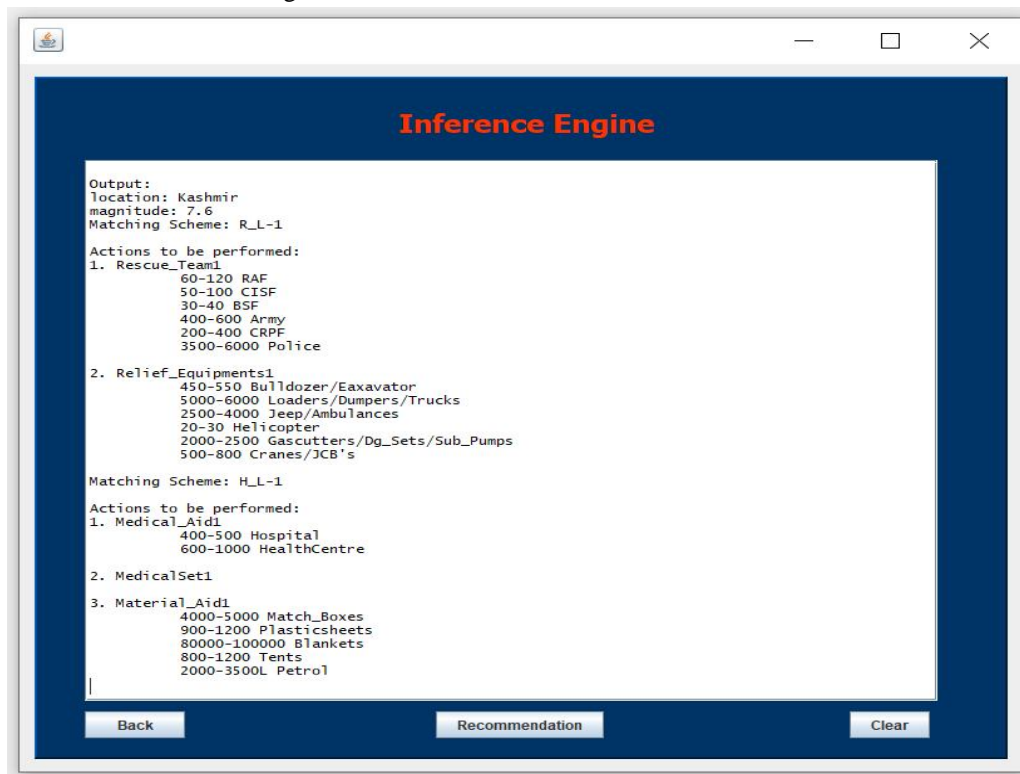 Inference Engine
Output:
location: Kashmir
magnitude: 7.6
Matching Scheme: R_L-1
Actions to be performed:
1. Rescue_Team1
60-120 RAF
50-100 CISF
30-40 BSF
400-600 Army
200-400 CRPF
3500-6000 Police
2. Relief_Equipments1
450-550 Bulldozer/Eaxavator
5000-6000 Loaders/Dumpers/Trucks
2500-4000 Jeep/Ambulances
20-30 Helicopter
2000-2500 Gascutters/Dg_Sets/Sub_Pumps
500-800 Cranes/JCB's
Matching Scheme: H_L-1
Actions to be performed:
1. Medical_Aid1
400-500 Hospital
600-1000 HealthCentre
2. MedicalSet1
3. Material_Aid1
4000-5000 Match_Boxes
900-1200 Plasticsheets
80000-100000 Blankets
800-1200 Tents
2000-3500L Petrol
Back Recommendation Clear